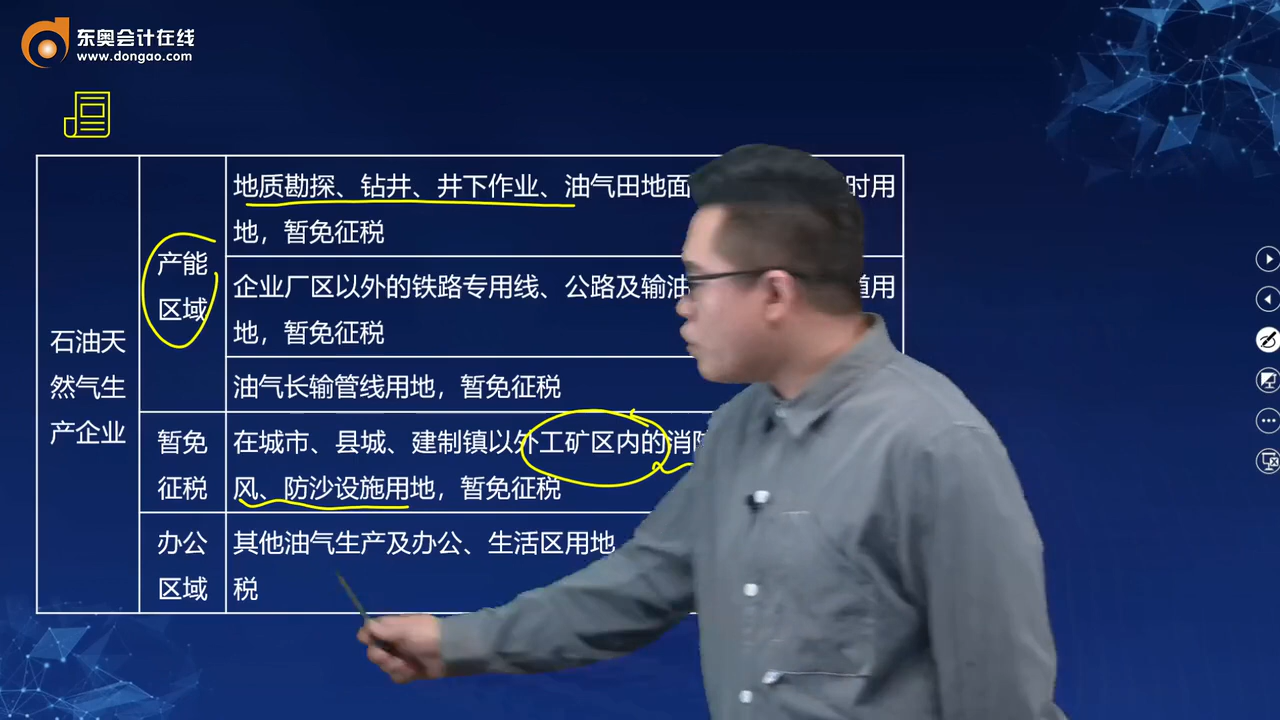 东奥会计在线
www.dongao.com
地质勘探、钻井、井下作业、油气田地面
时用
地，暂免征税
产能
区域
企业厂区以外的铁路专用线、公路及输油
道用
地，暂免征税
石油天
然气生
产企业
油气长输管线用地，暂免征税
暂免
征税
在城市、县城、建制镇以外工矿区内的消防
风、防沙设施用地，暂免征税
办公
区域
其他油气生产及办公、生活区用地
税